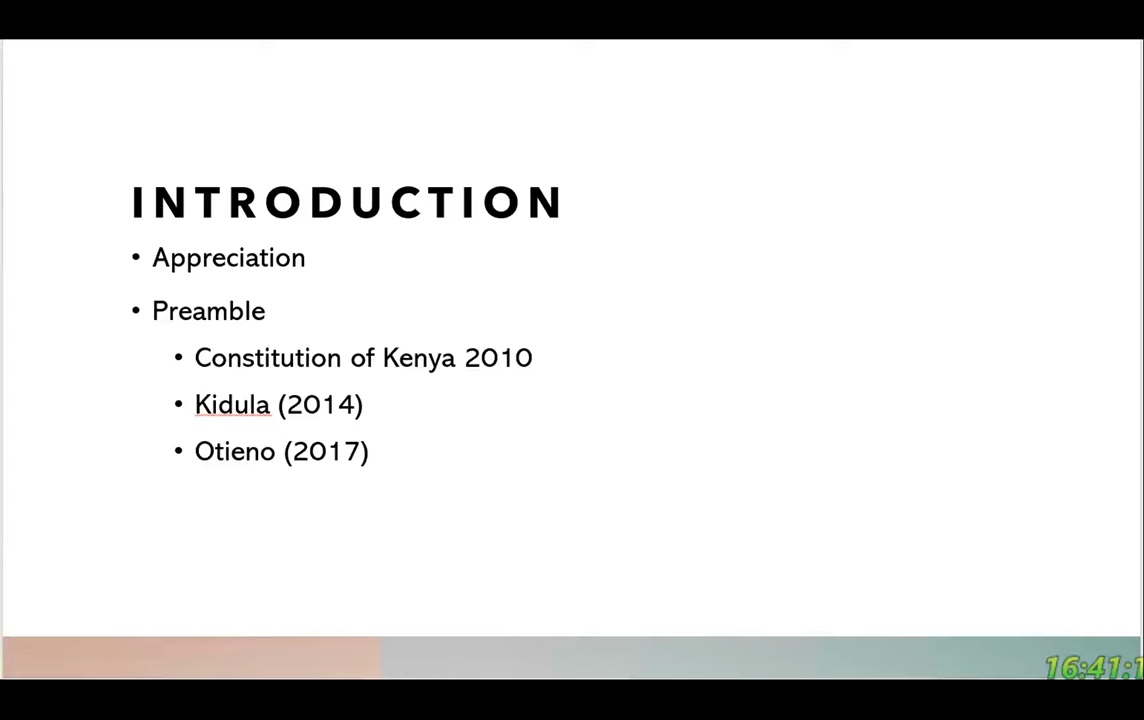 INTRODUCTION
• Appreciation
• Preamble
• Constitution of Kenya 2010
• Kidula (2014)
• Otieno (2017)
16:41:1